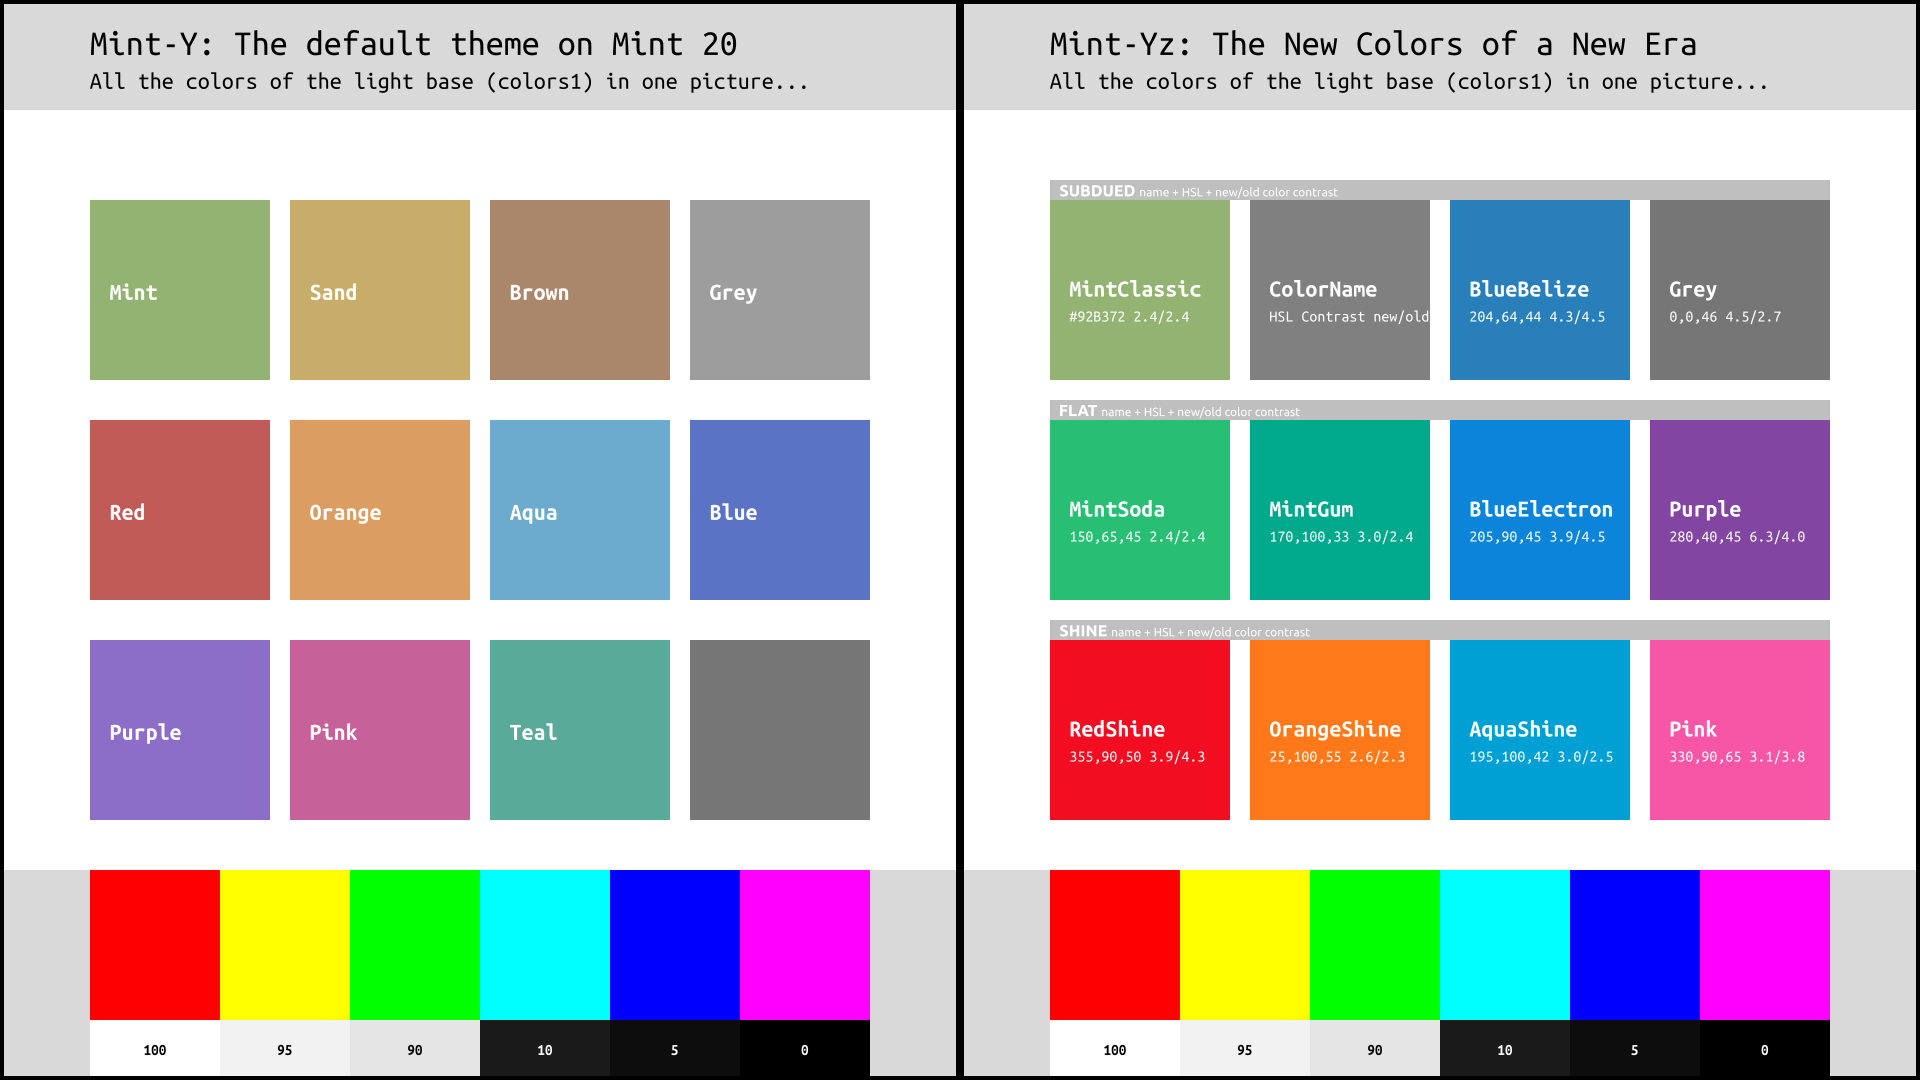 Mint-Y: The default theme on Mint 20
All the colors of the light base (colors1) in one picture...
Mint
Sand
Brown
Grey
Red
Orange
Aqua
Blue
Purple
Pink
Teal
100
95
90
10
5
0
Mint-Yz: The New Colors of a New Era
All the colors of the light base (colors1) in one picture...
SUBDUED name + HSL + new/old color contrast
MintClassic
#92B372 2.4/2.4
ColorName
HSL Contrast new/old
BlueBelize
204,64,44 4.3/4.5
Grey
0,0,46 4.5/2.7
FLAT name + HSL + new/old color contrast
MintSoda
150,65,45 2.4/2.4
MintGum
170,100,33 3.0/2.4
BlueElectron
205,90,45 3.9/4.5
Purple
280,40,45 6.3/4.0
SHINE name + HSL + new/old color contrast
RedShine
355,90,50 3.9/4.3
OrangeShine
25,100,55 2.6/2.3
AquaShine
195,100,42 3.0/2.5
Pink
330,90,65 3.1/3.8
100
95
90
10
5
0